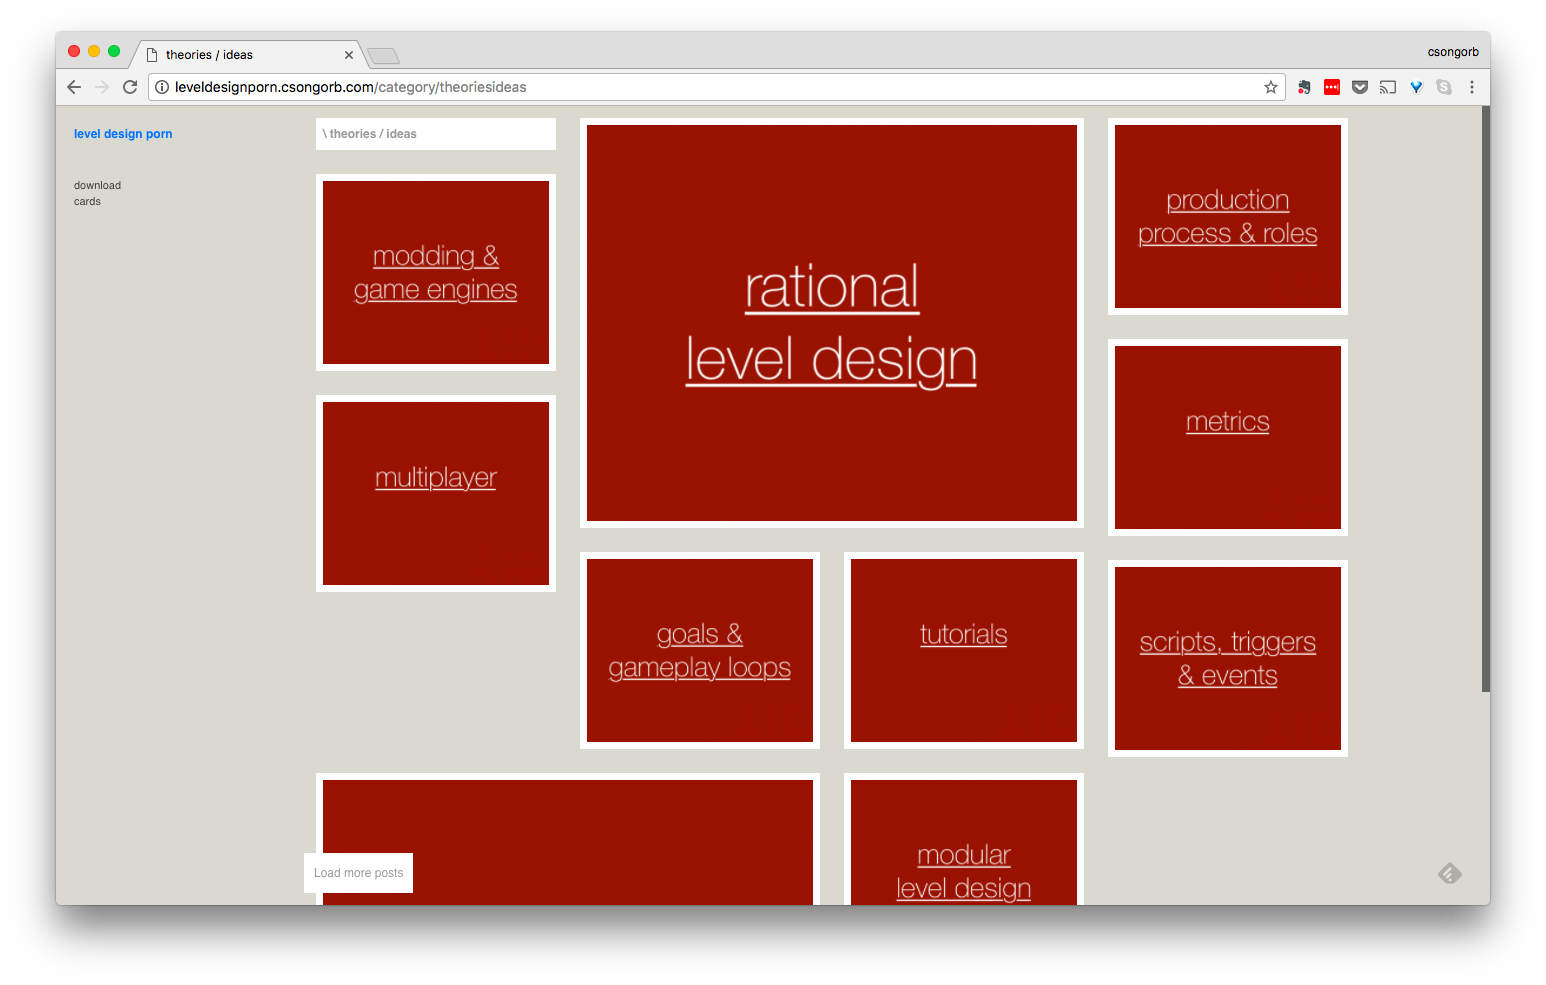 theories / ideas
csongorb
leveldesignporn.csongorb.com/category/theoriesideas
level design porn
download
cards
\ theories / ideas
modding &
game engines
multiplayer
rational
level design
goals &
gameplay loops
tutorials
production
process & roles
metrics
scripts, triggers
& events
modular
level design
Load more posts